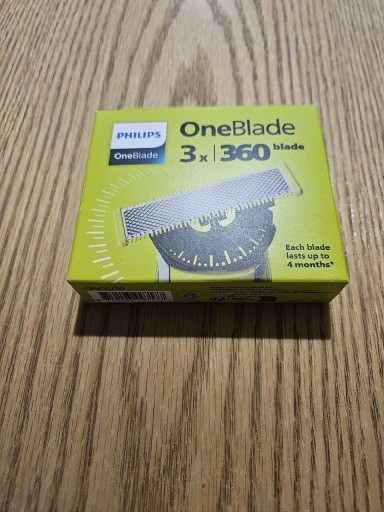 PHILIPS
OneBlade
OneBlade
3x | 360 blade
Each blade
lasts up to
4 months*